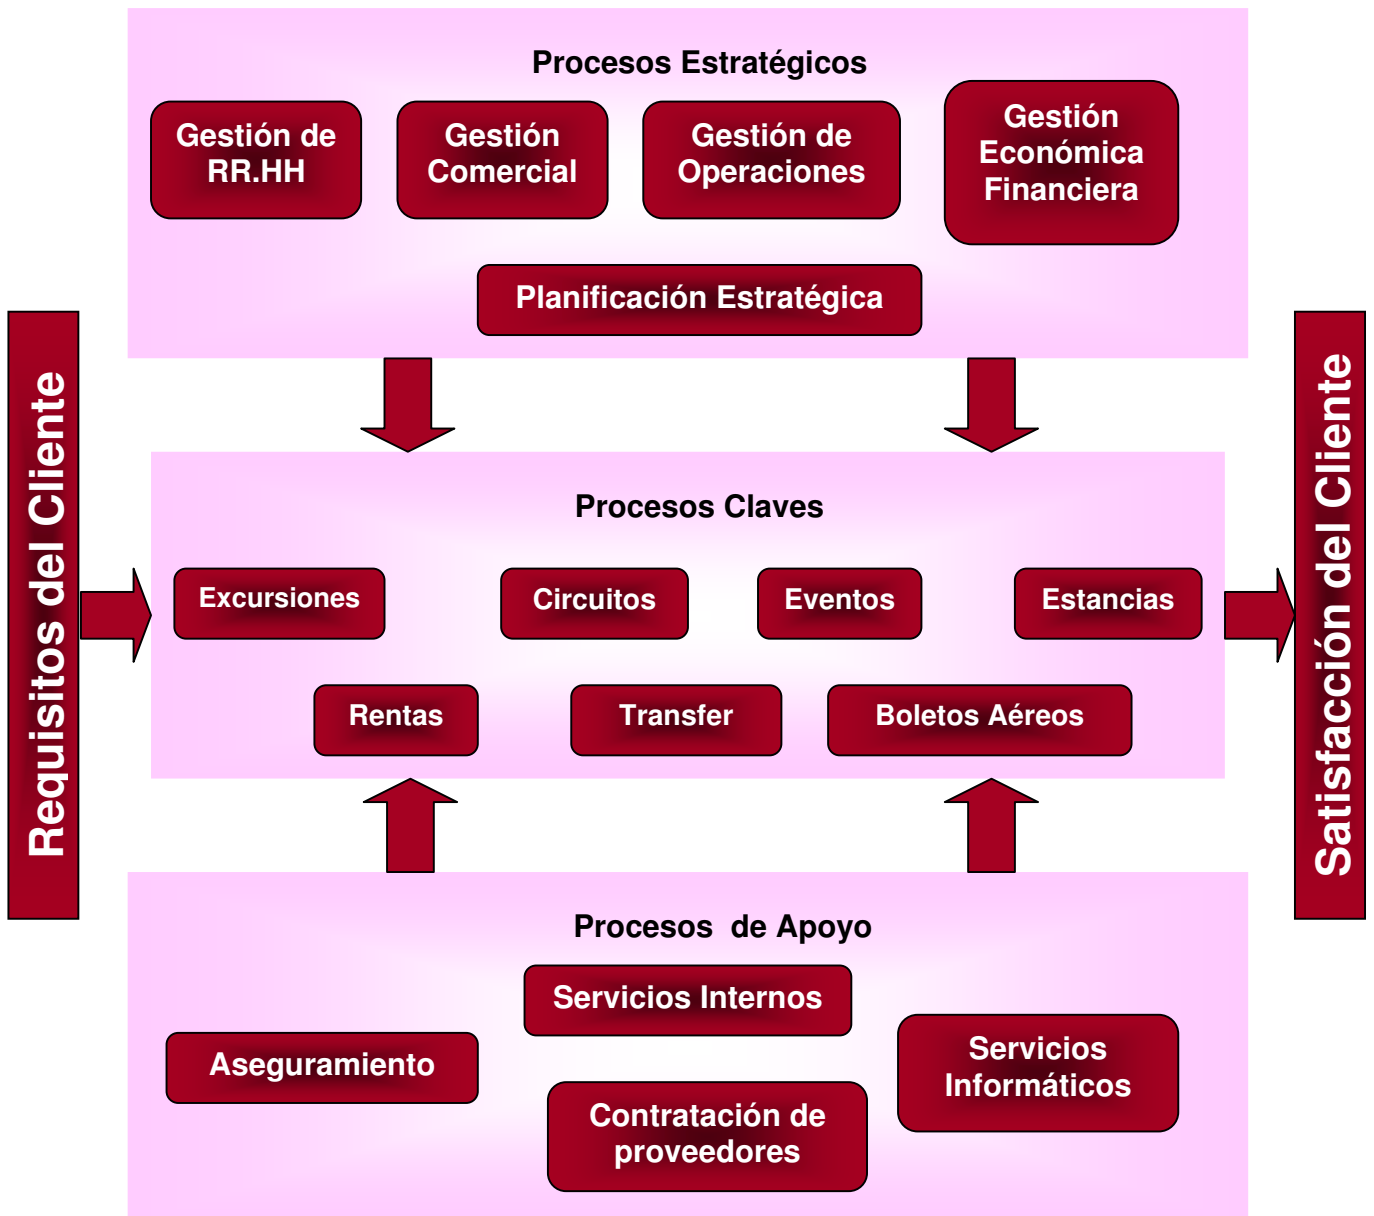 Procesos Estratégicos
Gestión de
RR.HH
Gestión
Comercial
Gestión de
Operaciones
Gestión
Económica
Financiera
Planificación Estratégica
Requisitos del Cliente
Procesos Claves
Excursiones
Circuitos
Eventos
Estancias
Rentas
Transfer
Boletos Aéreos
Satisfacción del Cliente
Procesos  de Apoyo
Servicios Internos
Aseguramiento
Servicios
Informáticos
Contratación de
proveedores